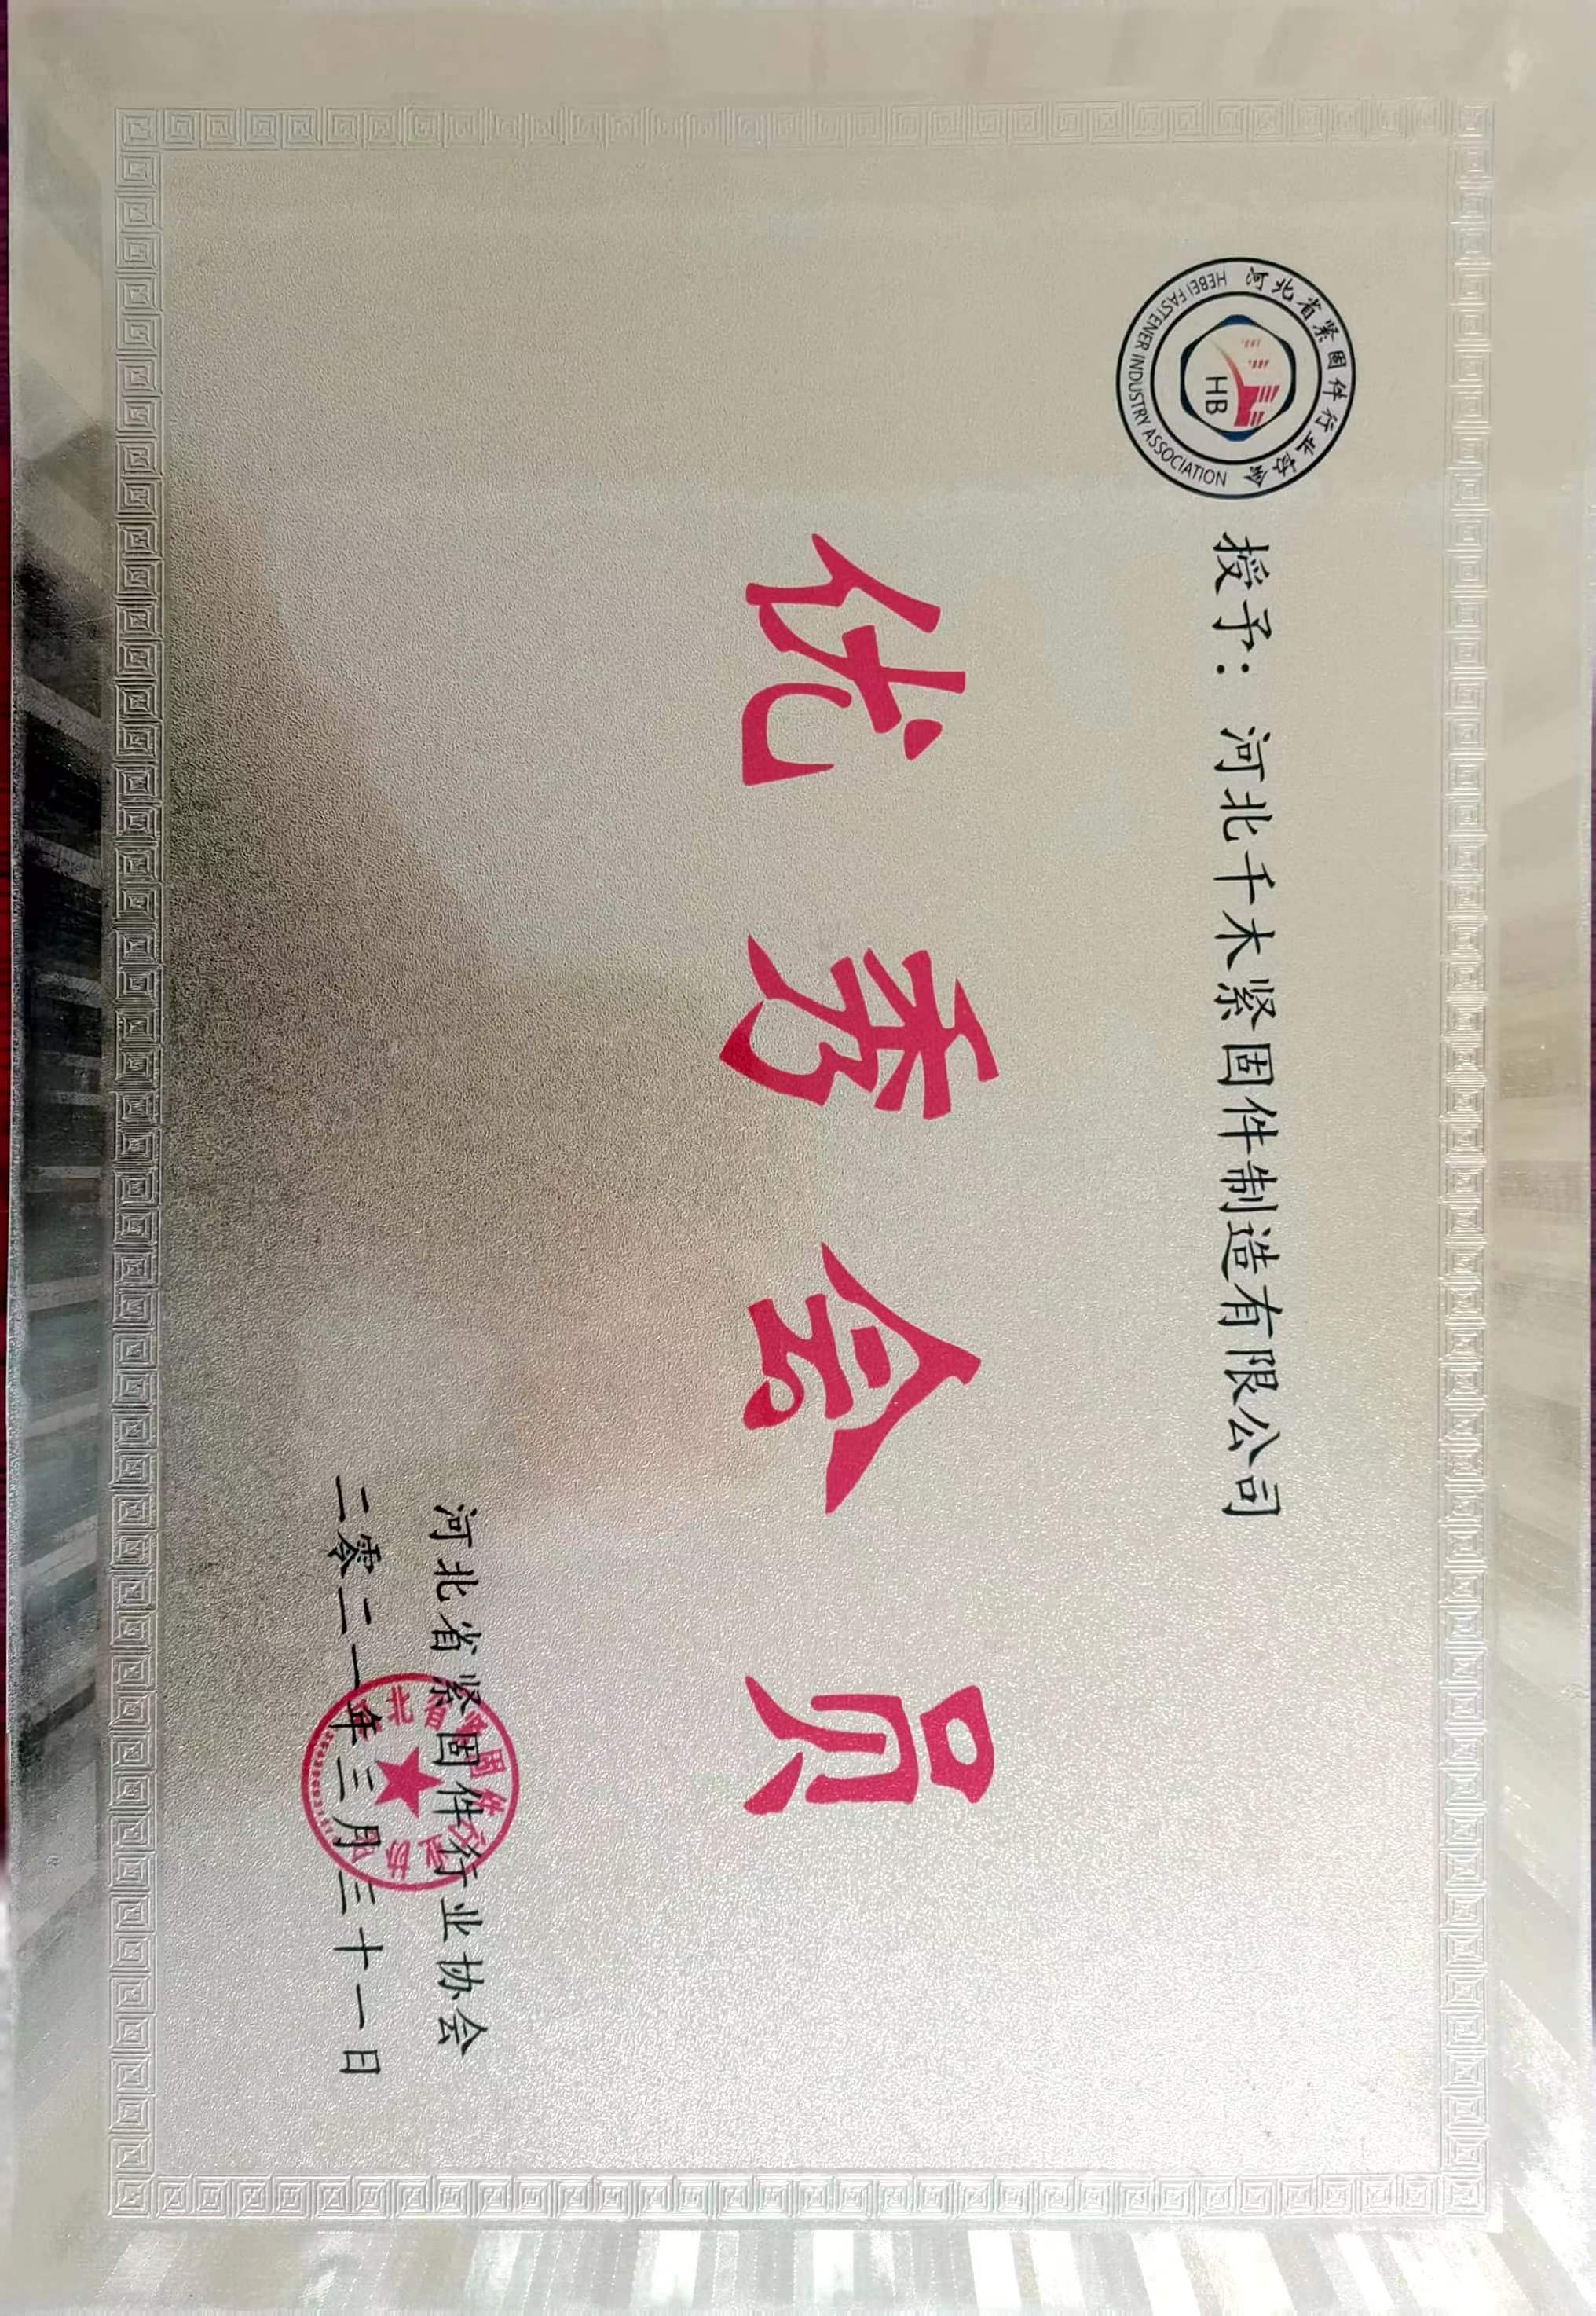 河北省紧固件行业协会
HEBEI FASTENER INDUSTRY ASSOCIATION
HB
授予：河北千木紧固件制造有限公司
优秀会员
河北省紧固件行业协会
二零二一年三月三十一日